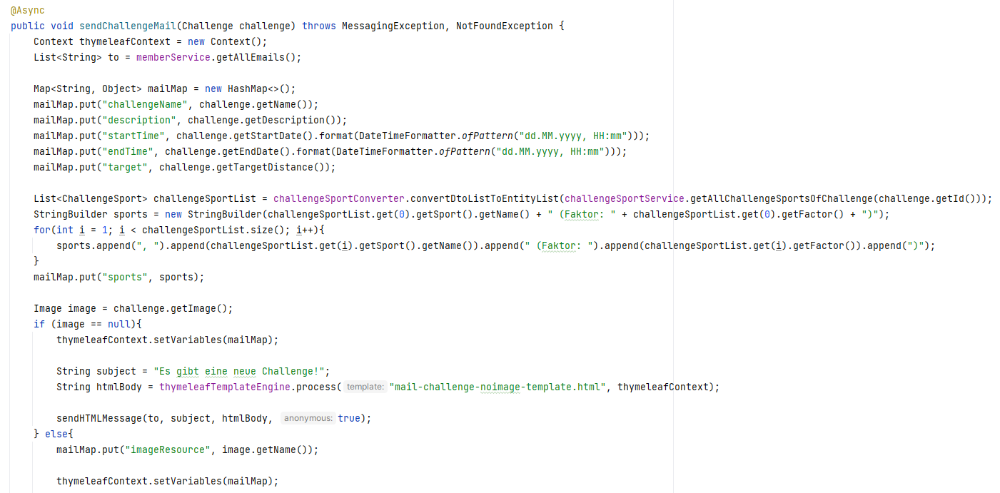 @Async
public void sendChallengeMail(Challenge challenge) throws MessagingException, NotFoundException {
    Context thymeleafContext = new Context();
    List<String> to = memberService.getAllEmails();

    Map<String, Object> mailMap = new HashMap<>();
    mailMap.put("challengeName", challenge.getName());
    mailMap.put("description", challenge.getDescription());
    mailMap.put("startTime", challenge.getStartDate().format(DateTimeFormatter.ofPattern("dd.MM.yyyy, HH:mm")));
    mailMap.put("endTime", challenge.getEndDate().format(DateTimeFormatter.ofPattern("dd.MM.yyyy, HH:mm")));
    mailMap.put("target", challenge.getTargetDistance());

    List<ChallengeSport> challengeSportList = challengeSportConverter.convertDtoListToEntityList(challengeSportService.getAllChallengeSportsOfChallenge(challenge.getId()));
    StringBuilder sports = new StringBuilder(challengeSportList.get(0).getSport().getName() + " (Faktor: " + challengeSportList.get(0).getFactor() + ")");
    for(int i = 1; i < challengeSportList.size(); i++){
        sports.append(", ").append(challengeSportList.get(i).getSport().getName()).append(" (Faktor: ").append(challengeSportList.get(i).getFactor()).append(")");
    }
    mailMap.put("sports", sports);

    Image image = challenge.getImage();
    if (image == null){
        thymeleafContext.setVariables(mailMap);

        String subject = "Es gibt eine neue Challenge!";
        String htmlBody = thymeleafTemplateEngine.process( template: "mail-challenge-noimage-template.html", thymeleafContext);

        sendHTMLMessage(to, subject, htmlBody, anonymous: true);
    } else{
        mailMap.put("imageResource", image.getName());

        thymeleafContext.setVariables(mailMap);